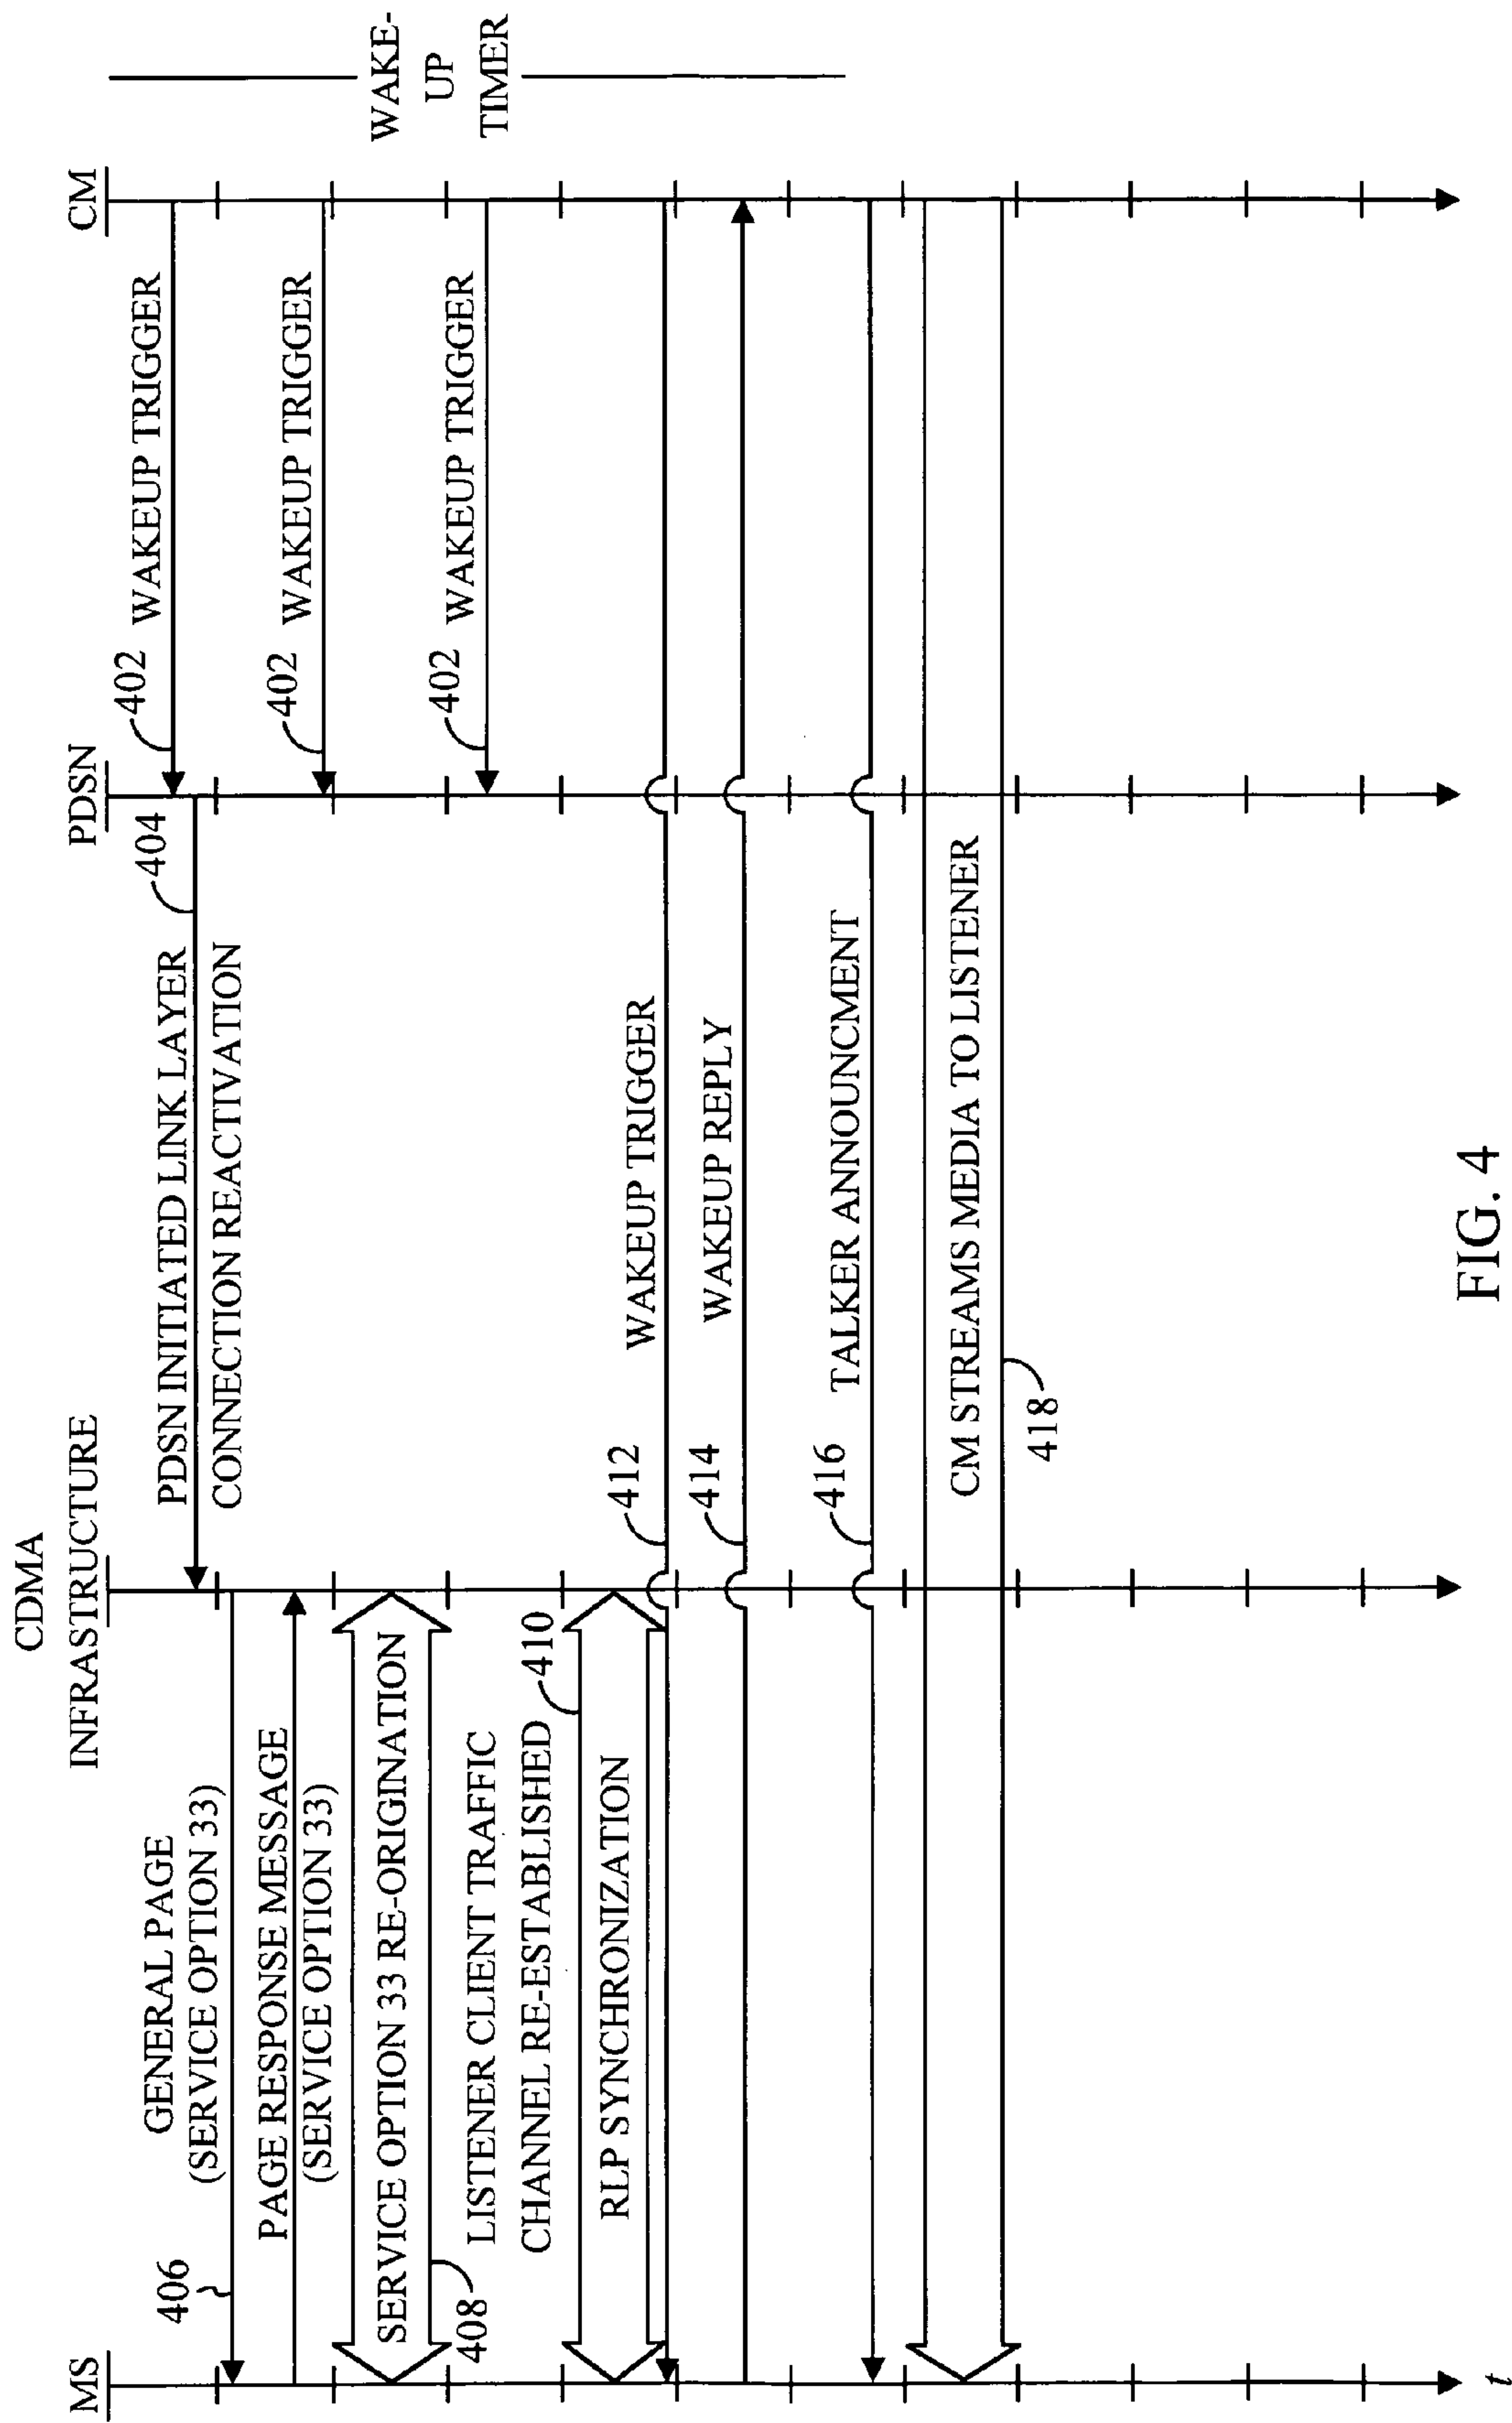 MS
CDMA
INFRASTRUCTURE
PDSN
CM
402
WAKEUP TRIGGER
404
PDSN INITIATED LINK LAYER
CONNECTION REACTIVATION
GENERAL PAGE
(SERVICE OPTION 33)
406
PAGE RESPONSE MESSAGE
(SERVICE OPTION 33)
402
WAKEUP TRIGGER
SERVICE OPTION 33 RE-ORIGINATION
408
402
WAKEUP TRIGGER
LISTENER CLIENT TRAFFIC
CHANNEL RE-ESTABLISHED
410
RLP SYNCHRONIZATION
412
WAKEUP TRIGGER
414
WAKEUP REPLY
416
TALKER ANNOUNCMENT
CM STREAMS MEDIA TO LISTENER
418
WAKE-
UP
TIMER
t
FIG. 4